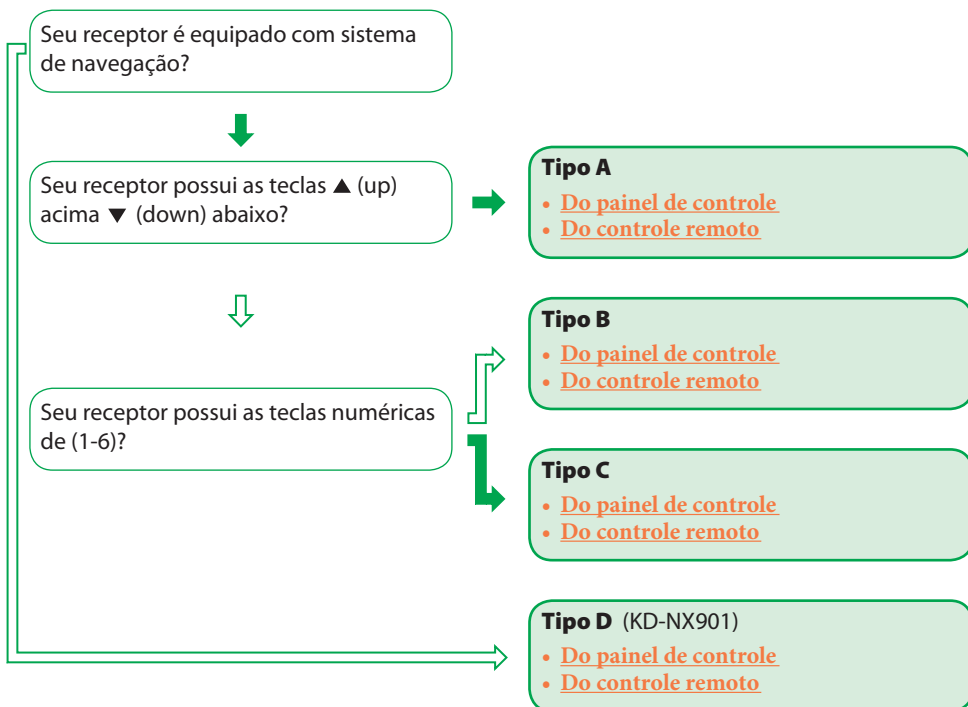 Seu receptor é equipado com sistema
de navegação?
Seu receptor possui as teclas ▲ (up)
acima ▼ (down) abaixo?
Tipo A
• Do painel de controle
• Do controle remoto
Tipo B
• Do painel de controle
• Do controle remoto
Seu receptor possui as teclas numéricas
de (1-6)?
Tipo C
• Do painel de controle
• Do controle remoto
Tipo D (KD-NX901)
• Do painel de controle
• Do controle remoto